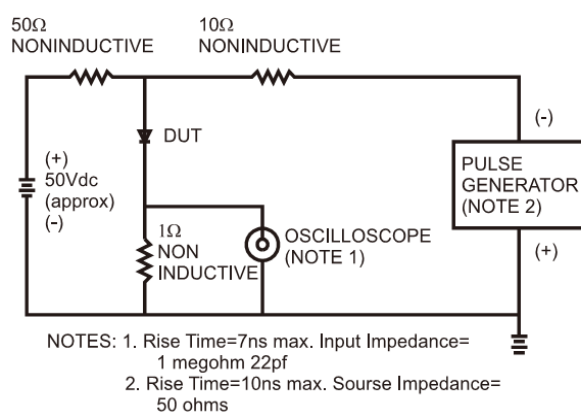 50Ω
NONINDUCTIVE
10Ω
NONINDUCTIVE
DUT
(+)
50Vdc
(approx)
(-)
1Ω
NON
INDUCTIVE
OSCILLOSCOPE
(NOTE 1)
(-)
PULSE
GENERATOR
(NOTE 2)
(+)
NOTES: 1. Rise Time=7ns max. Input Impedance=
1 megohm 22pf
2. Rise Time=10ns max. Sourse Impedance=
50 ohms